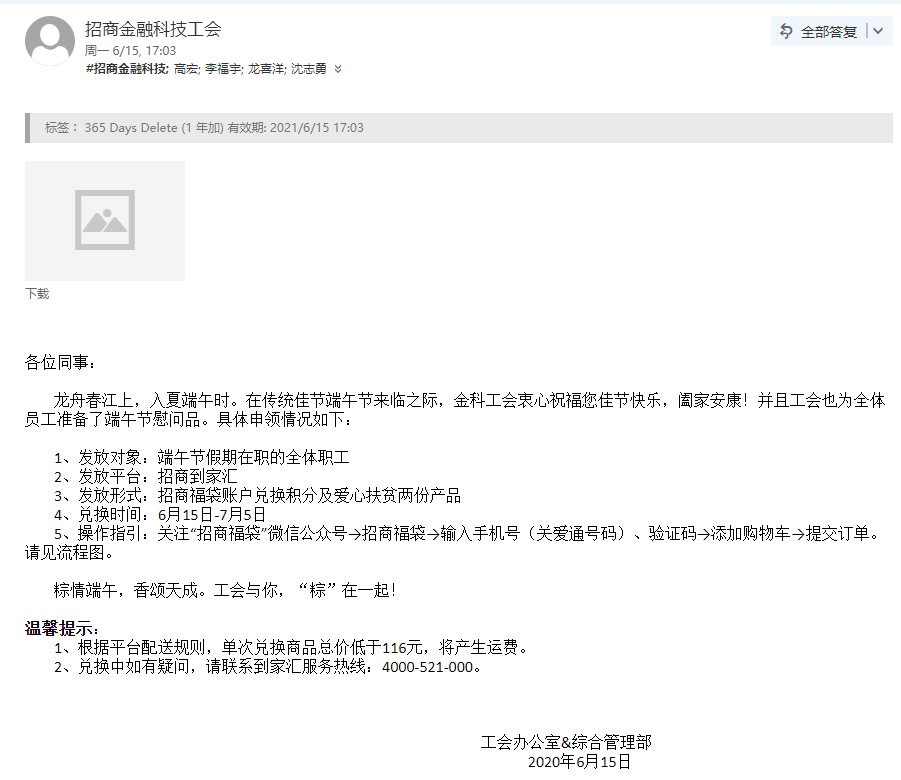 招商金融科技工会
全部答复
周一 6/15, 17:03
#招商金融科技; 高宏; 李福宇; 龙喜洋; 沈志勇
标签： 365 Days Delete (1 年加) 有效期: 2021/6/15 17:03
下载
各位同事：
龙舟春江上，入夏端午时。在传统佳节端午节来临之际，金科工会衷心祝福您佳节快乐，阖家安康！并且工会也为全体
员工准备了端午节慰问品。具体申领情况如下：
1、发放对象：端午节假期在职的全体职工
2、发放平台：招商到家汇
3、发放形式：招商福袋账户兑换积分及爱心扶贫两份产品
4、兑换时间：6月15日-7月5日
5、操作指引：关注“招商福袋”微信公众号→招商福袋→输入手机号（关爱通号码）、验证码→添加购物车→提交订单。
请见流程图。
粽情端午，香颂天成。工会与你，“粽”在一起！
温馨提示：
1、根据平台配送规则，单次兑换商品总价低于116元，将产生运费。
2、兑换中如有疑问，请联系到家汇服务热线：4000-521-000。
工会办公室&综合管理部
2020年6月15日